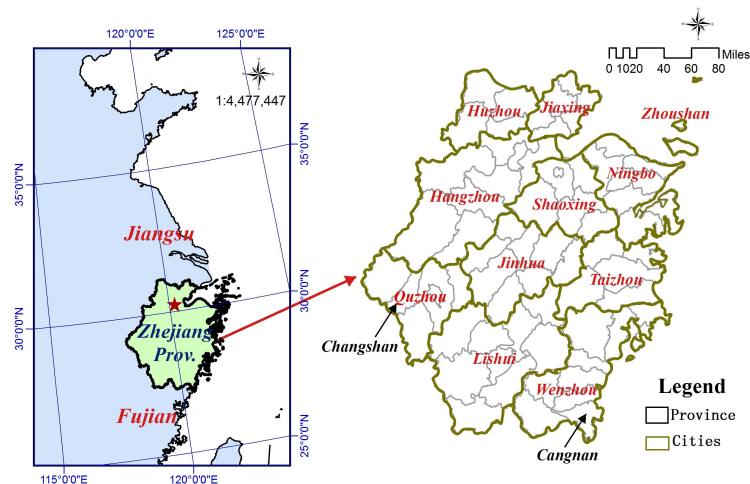 120°0'0"E
125°0'0"E
1:4,477,447
35°0'0"N
35°0'0"N
Jiangsu
30°0'0"N
30°0'0"N
Zhejiang
Prov.
Fujian
25°0'0"N
115°0'0"E
120°0'0"E
Miles
0 1020 40 60 80
Huzhou
Jiaxing
Zhoushan
Ningbo
Hangzhou
Shaoxing
Jinhua
Taizhou
Quzhou
Changshan
Lishui
Wenzhou
Cangnan
Legend
Province
Cities